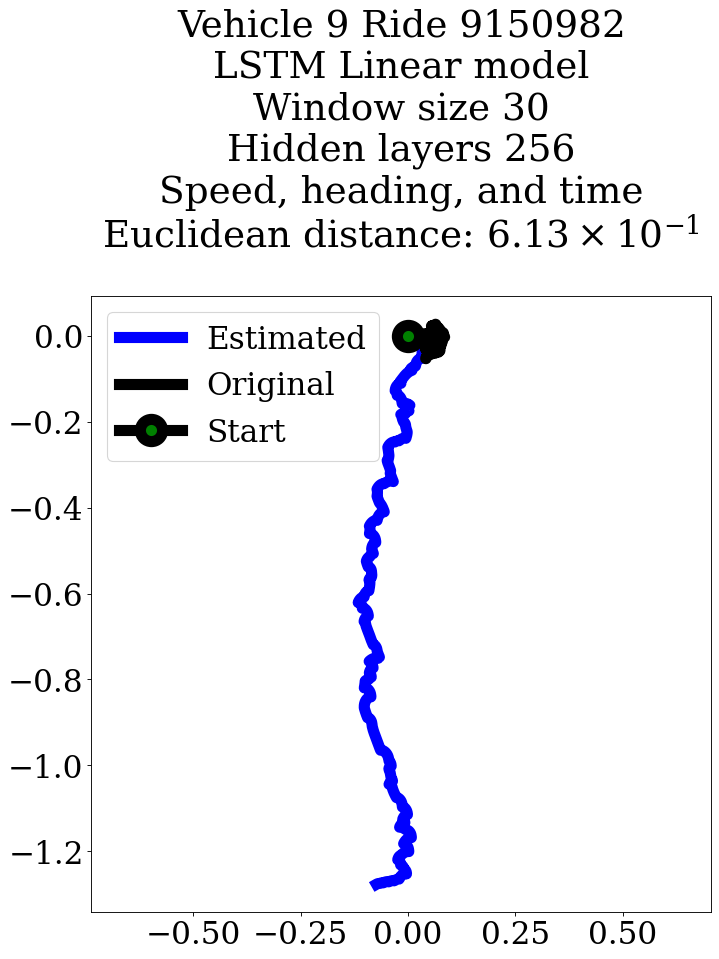 Vehicle 9 Ride 9150982
LSTM Linear model
Window size 30
Hidden layers 256
Speed, heading, and time
Euclidean distance: 6.13 × 10⁻¹
Estimated
Original
Start
0.0
−0.2
−0.4
−0.6
−0.8
−1.0
−1.2
−0.50 −0.25 0.00 0.25 0.50